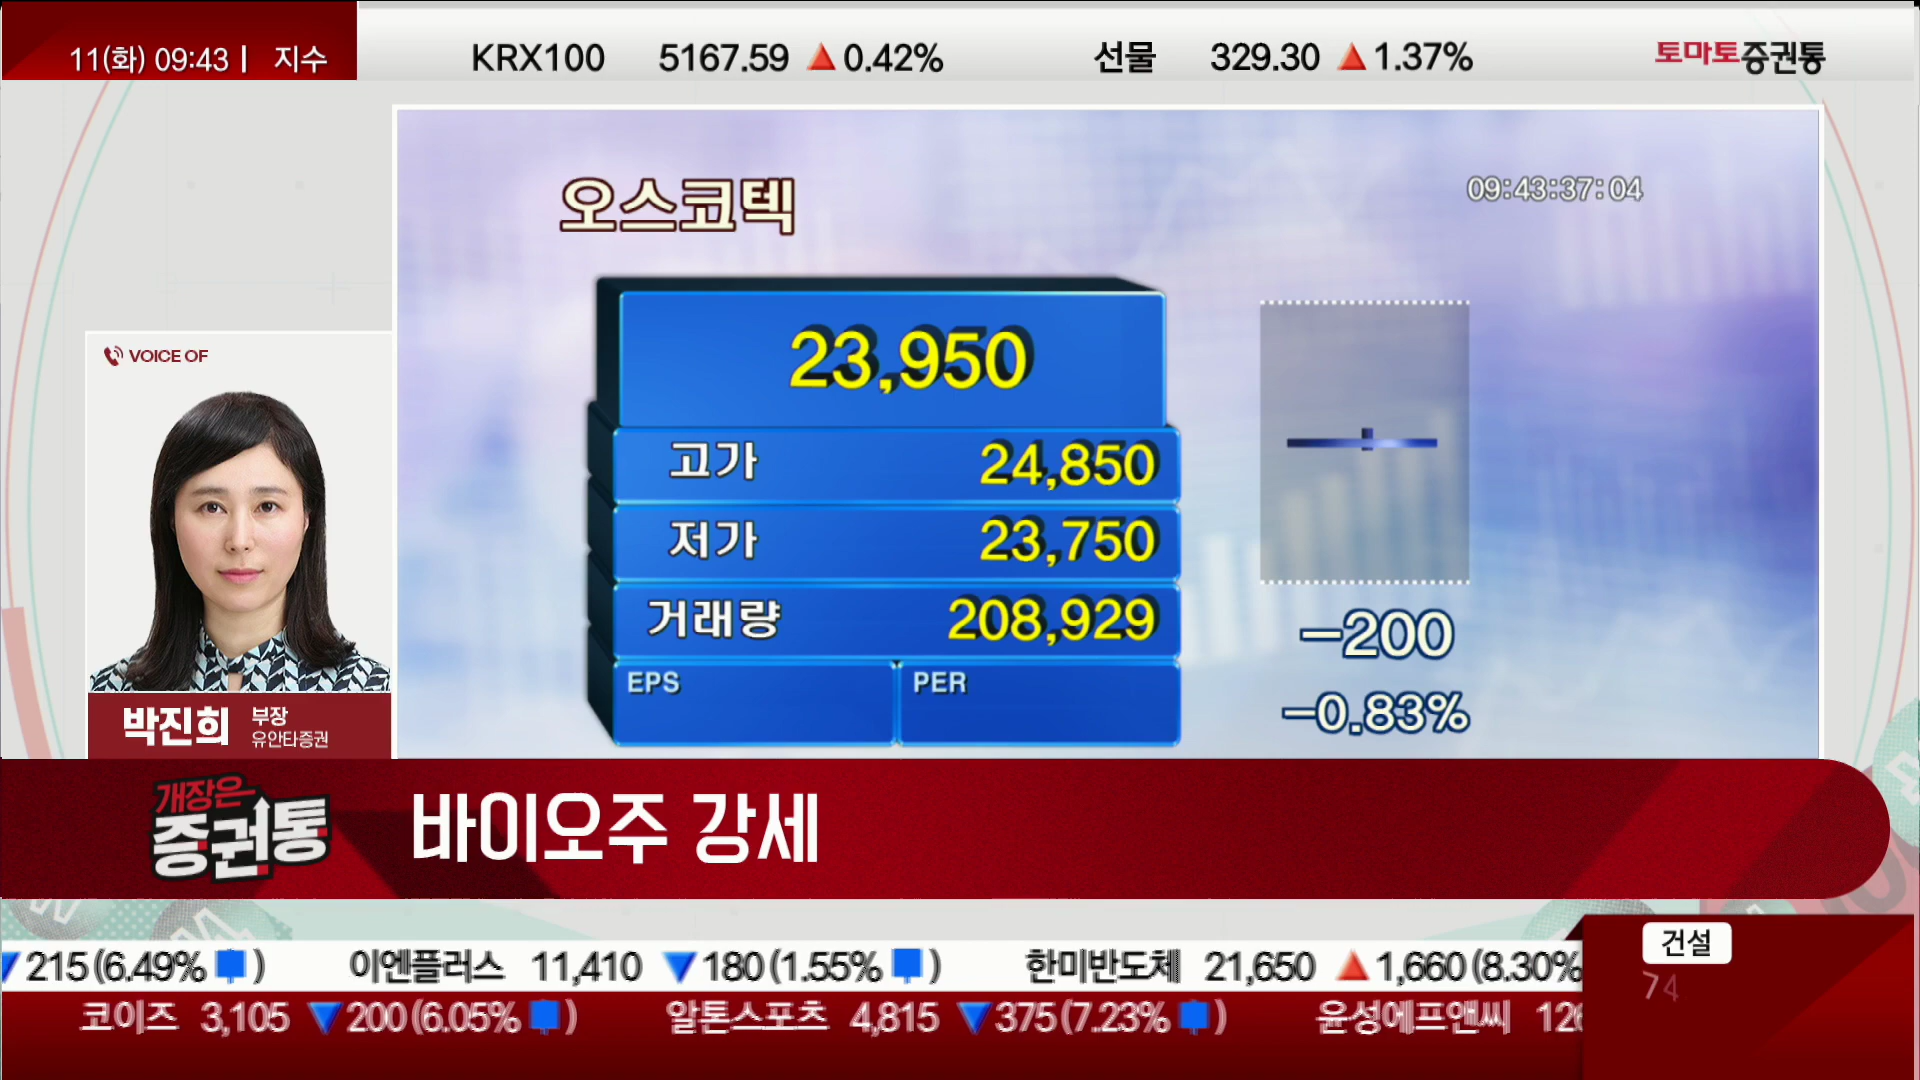 11(화) 09:43 | 지수 KRX100 5167.59 ▲0.42% 선물 329.30 ▲1.37% 토마토증권통
오스코텍
09:43:37:04
23,950
고가 24,850
저가 23,750
거래량 208,929
EPS PER
-200
-0.83%
VOICE OF
박진희 부장
유안타증권
개장은
증권통
바이오주 강세
▼215(6.49%) 이엔플러스 11,410 ▼180(1.55%) 한미반도체 21,650 ▲1,660(8.30%
코이즈 3,105 ▼200(6.05%) 알톤스포츠 4,815 ▼375(7.23%) 윤성에프앤씨
건설
74